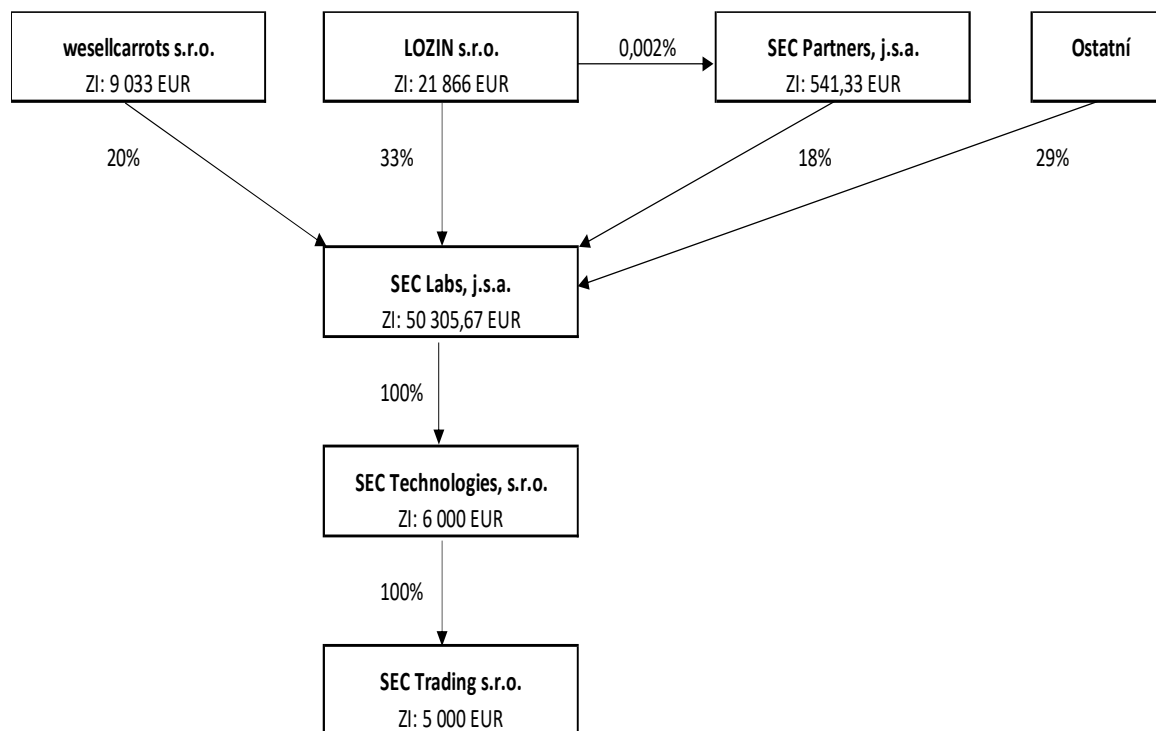 wesellcarrots s.r.o.
ZI: 9 033 EUR
LOZIN s.r.o.
ZI: 21 866 EUR
0,002%
SEC Partners, j.s.a.
ZI: 541,33 EUR
Ostatní
20%
33%
18%
29%
SEC Labs, j.s.a.
ZI: 50 305,67 EUR
100%
SEC Technologies, s.r.o.
ZI: 6 000 EUR
100%
SEC Trading s.r.o.
ZI: 5 000 EUR